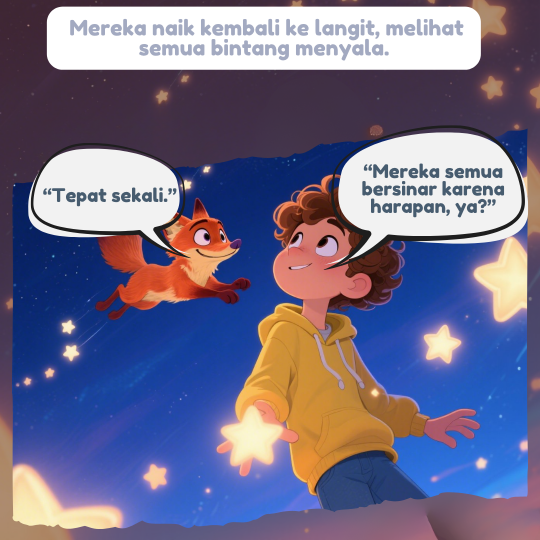 Mereka naik kembali ke langit, melihat
semua bintang menyala.
“Tepat sekali.”
“Mereka semua
bersinar karena
harapan, ya?”